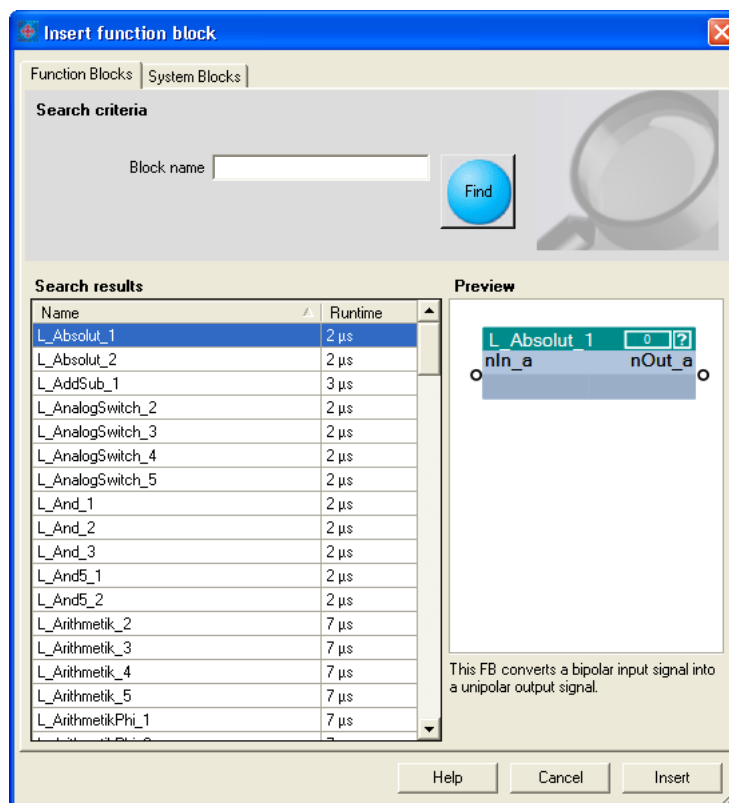 Insert function block
Function Blocks System Blocks
Search criteria
Block name
Find
Search results
Name Runtime
L_Absolut_1 2 µs
L_Absolut_2 2 µs
L_AddSub_1 3 µs
L_AnalogSwitch_2 2 µs
L_AnalogSwitch_3 2 µs
L_AnalogSwitch_4 2 µs
L_AnalogSwitch_5 2 µs
L_And_1 2 µs
L_And_2 2 µs
L_And_3 2 µs
L_And5_1 2 µs
L_And5_2 2 µs
L_Arithmetik_2 7 µs
L_Arithmetik_3 7 µs
L_Arithmetik_4 7 µs
L_Arithmetik_5 7 µs
L_ArithmetikPhi_1 7 µs
Preview
L_Absolut_1 0 ?
nIn_a nOut_a
This FB converts a bipolar input signal into
a unipolar output signal.
Help Cancel Insert